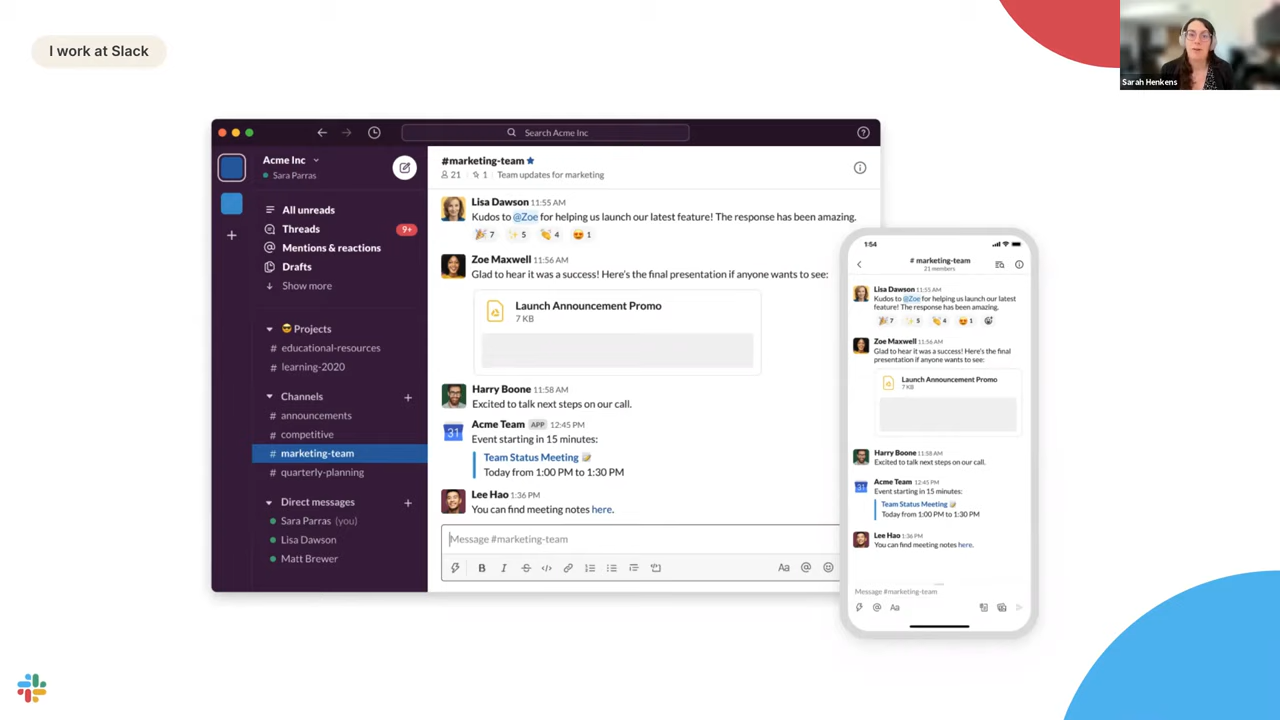 I work at Slack
Sarah Henkens
Search Acme Inc
Acme Inc
Sara Parras
All unreads
Threads
9+
Mentions & reactions
Drafts
Show more
Projects
# educational-resources
# learning-2020
Channels
# announcements
# competitive
# marketing-team
# quarterly-planning
Direct messages
Sara Parras (you)
Lisa Dawson
Matt Brewer
#marketing-team
21 | 1 | Team updates for marketing
Lisa Dawson 11:55 AM
Kudos to @Zoe for helping us launch our latest feature! The response has been amazing.
7 5 4 1
Zoe Maxwell 11:56 AM
Glad to hear it was a success! Here's the final presentation if anyone wants to see:
Launch Announcement Promo
7 KB
Harry Boone 11:58 AM
Excited to talk next steps on our call.
31
Acme Team APP 12:45 PM
Event starting in 15 minutes:
Team Status Meeting
Today from 1:00 PM to 1:30 PM
Lee Hao 1:36 PM
You can find meeting notes here.
Message #marketing-team
B I S </> Aa @
1:54
# marketing-team
21 members
Lisa Dawson 11:55 AM
Kudos to @Zoe for helping us launch our latest
feature! The response has been amazing.
7 5 4 1
Zoe Maxwell 11:56 AM
Glad to hear it was a success! Here's the final
presentation if anyone wants to see:
Launch Announcement Promo
7 KB
Harry Boone 11:58 AM
Excited to talk next steps on our call.
31
Acme Team 12:45 PM
Event starting in 15 minutes:
Team Status Meeting
Today from 1:00 PM to 1:30 PM
Lee Hao 1:36 PM
You can find meeting notes here.
Message #marketing-team
@ Aa